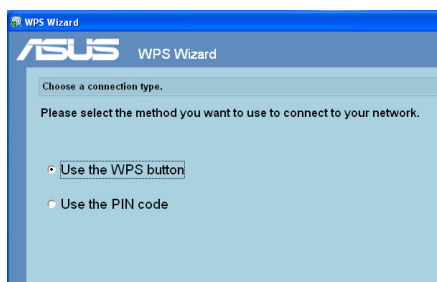 WPS Wizard
ASUS WPS Wizard
Choose a connection type.
Please select the method you want to use to connect to your network.
Use the WPS button
Use the PIN code